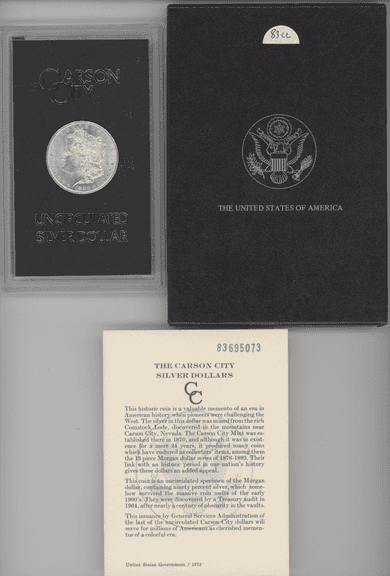 CARSON
CITY
83-cc
UNCIRCULATED
SILVER DOLLAR
THE UNITED STATES OF AMERICA
83695073
THE CARSON CITY
SILVER DOLLARS
CC
This historic coin is a valuable memento of an era in
American history when pioneers were challenging
the West. The silver in this dollar was mined from the rich
Comstock Lode, discovered in the mountains near
Carson City, Nevada. The Carson City Mint was es-
tablished there in 1870, and although it was in exist-
ence for a mere 24 years, it produced many coins
which have endured as collectors' items, among them
the 13 piece Morgan dollar series of 1878-1893. Their
link with an historic period in our nation's history
gives these dollars an added appeal.
This coin is an uncirculated specimen of the Morgan
dollar, containing ninety percent silver, which some-
how survived the massive coin melts of the early
1900's. They were discovered by a Treasury audit in
1964, after nearly a century of obscurity in the vaults.
This issuance by General Services Administration of
the last of the uncirculated Carson City dollars will
serve for millions of Americans as cherished memen-
tos of a colorful era.
United States Government / 1972